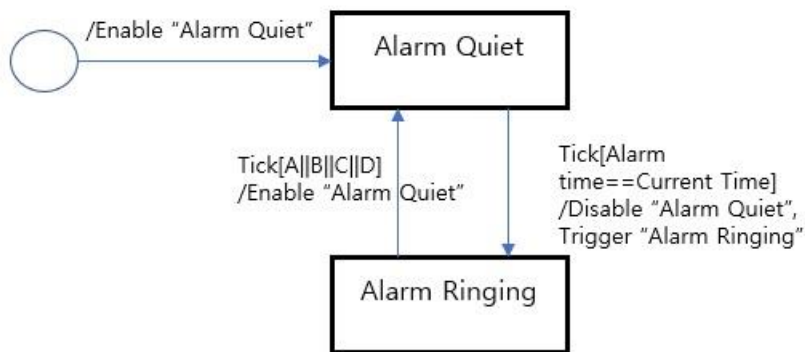 /Enable “Alarm Quiet”
Alarm Quiet
Tick[A||B||C||D]
/Enable “Alarm Quiet”
Tick[Alarm
time==Current Time]
/Disable “Alarm Quiet”,
Trigger “Alarm Ringing”
Alarm Ringing